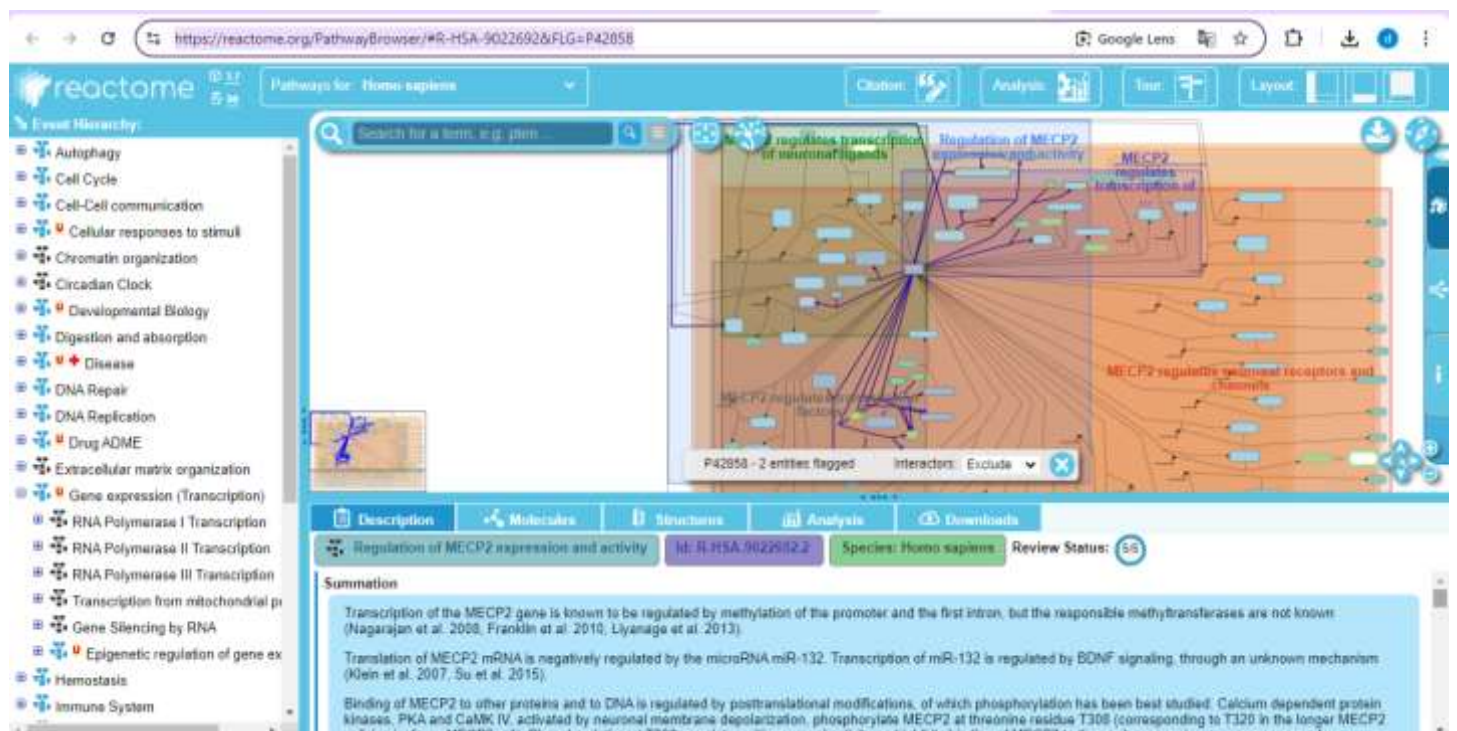 https://reactome.org/PathwayBrowser/#R-HSA-9022692&FLG=P42858
Google Lens
d
reactome
Pathways for: Homo sapiens
Citation:
Analysis:
Tour:
Layout:
Event Hierarchy:
Autophagy
Cell Cycle
Cell-Cell communication
Cellular responses to stimuli
Chromatin organization
Circadian Clock
Developmental Biology
Digestion and absorption
Disease
DNA Repair
DNA Replication
Drug ADME
Extracellular matrix organization
Gene expression (Transcription)
RNA Polymerase I Transcription
RNA Polymerase II Transcription
RNA Polymerase III Transcription
Transcription from mitochondrial
Gene Silencing by RNA
Epigenetic regulation of gene ex
Hemostasis
Immune System
Search for a term, e.g. pten ...
regulates transcription
of neuronal ligands
Regulation of MECP2
expression and activity
MECP2
regulates
transcription of
MECP2 regulates neuronal receptors and
channels
MECP2 regulates transcription
factors
P42858 - 2 entities flagged
Interactors: Exclude
Description
Molecules
Structures
Analysis
Downloads
Regulation of MECP2 expression and activity
Id: R-HSA-9022692.2
Species: Homo sapiens
Review Status: 5/5
Summation
Transcription of the MECP2 gene is known to be regulated by methylation of the promoter and the first intron, but the responsible methyltransferases are not known
(Nagarajan et al. 2008, Franklin et al. 2010, Liyanage et al. 2013).
Translation of MECP2 mRNA is negatively regulated by the microRNA miR-132. Transcription of miR-132 is regulated by BDNF signaling, through an unknown mechanism
(Klein et al. 2007, Su et al. 2015).
Binding of MECP2 to other proteins and to DNA is regulated by posttranslational modifications, of which phosphorylation has been best studied. Calcium dependent protein
kinases, PKA and CaMK IV, activated by neuronal membrane depolarization, phosphorylate MECP2 at threonine residue T308 (corresponding to T320 in the longer MECP2